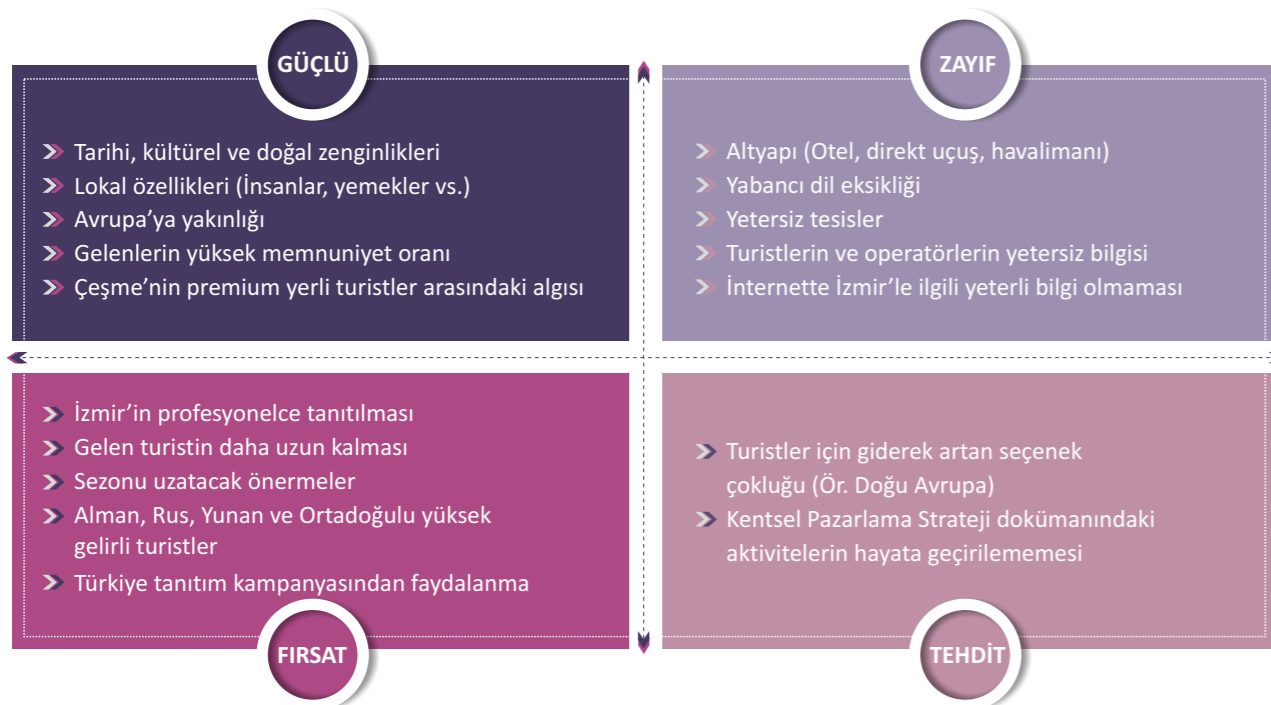 GÜÇLÜ
Tarihi, kültürel ve doğal zenginlikleri
Lokal özellikleri (İnsanlar, yemekler vs.)
Avrupa’ya yakınlığı
Gelenlerin yüksek memnuniyet oranı
Çeşme’nin premium yerli turistler arasındaki algısı
ZAYIF
Altyapı (Otel, direkt uçuş, havalimanı)
Yabancı dil eksikliği
Yetersiz tesisler
Turistlerin ve operatörlerin yetersiz bilgisi
İnternette İzmir’le ilgili yeterli bilgi olmaması
İzmir’in profesyonelce tanıtılması
Gelen turistin daha uzun kalması
Sezonu uzatacak önermeler
Alman, Rus, Yunan ve Ortadoğulu yüksek
gelirli turistler
Türkiye tanıtım kampanyasından faydalanma
FIRSAT
Turistler için giderek artan seçenek
çokluğu (Ör. Doğu Avrupa)
Kentsel Pazarlama Strateji dokümanındaki
aktivitelerin hayata geçirilememesi
TEHDİT